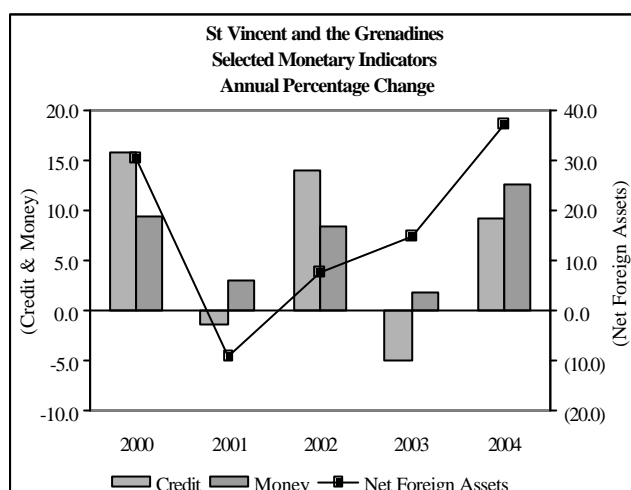 St Vincent and the Grenadines
Selected Monetary Indicators
Annual Percentage Change
20.0
15.0
10.0
5.0
0.0
-5.0
-10.0
(Credit & Money)
40.0
30.0
20.0
10.0
0.0
(10.0)
(20.0)
(Net Foreign Assets)
2000 2001 2002 2003 2004
Credit Money Net Foreign Assets